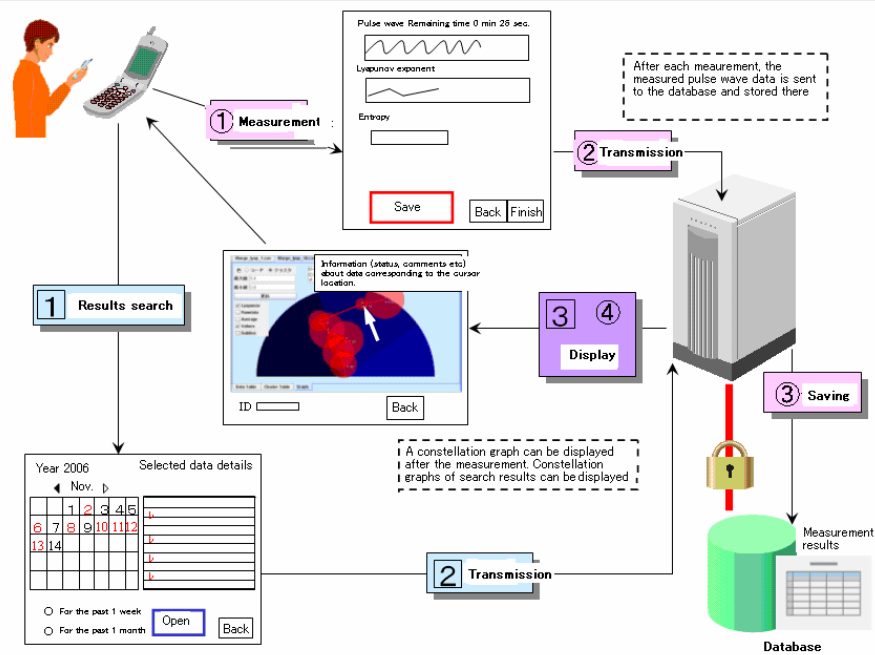 Pulse wave Remaining time 0 min 26 sec.
Lyapunov exponent
Entropy
Save
Back
Finish
After each meaurement, the
measured pulse wave data is sent
to the database and stored there
① Measurement :
② Transmission
Information (status, comments etc)
about data corresponding to the cursor
location.
ID
Back
1 Results search
3 ④
Display
③ Saving
A constellation graph can be displayed
after the measurement. Constellation
graphs of search results can be displayed
Year 2006
Nov.
1 2 3 4 5
6 7 8 9 10 11 12
13 14
Selected data details
For the past 1 week
For the past 1 month
Open
Back
2 Transmission
Measurement
results
Database